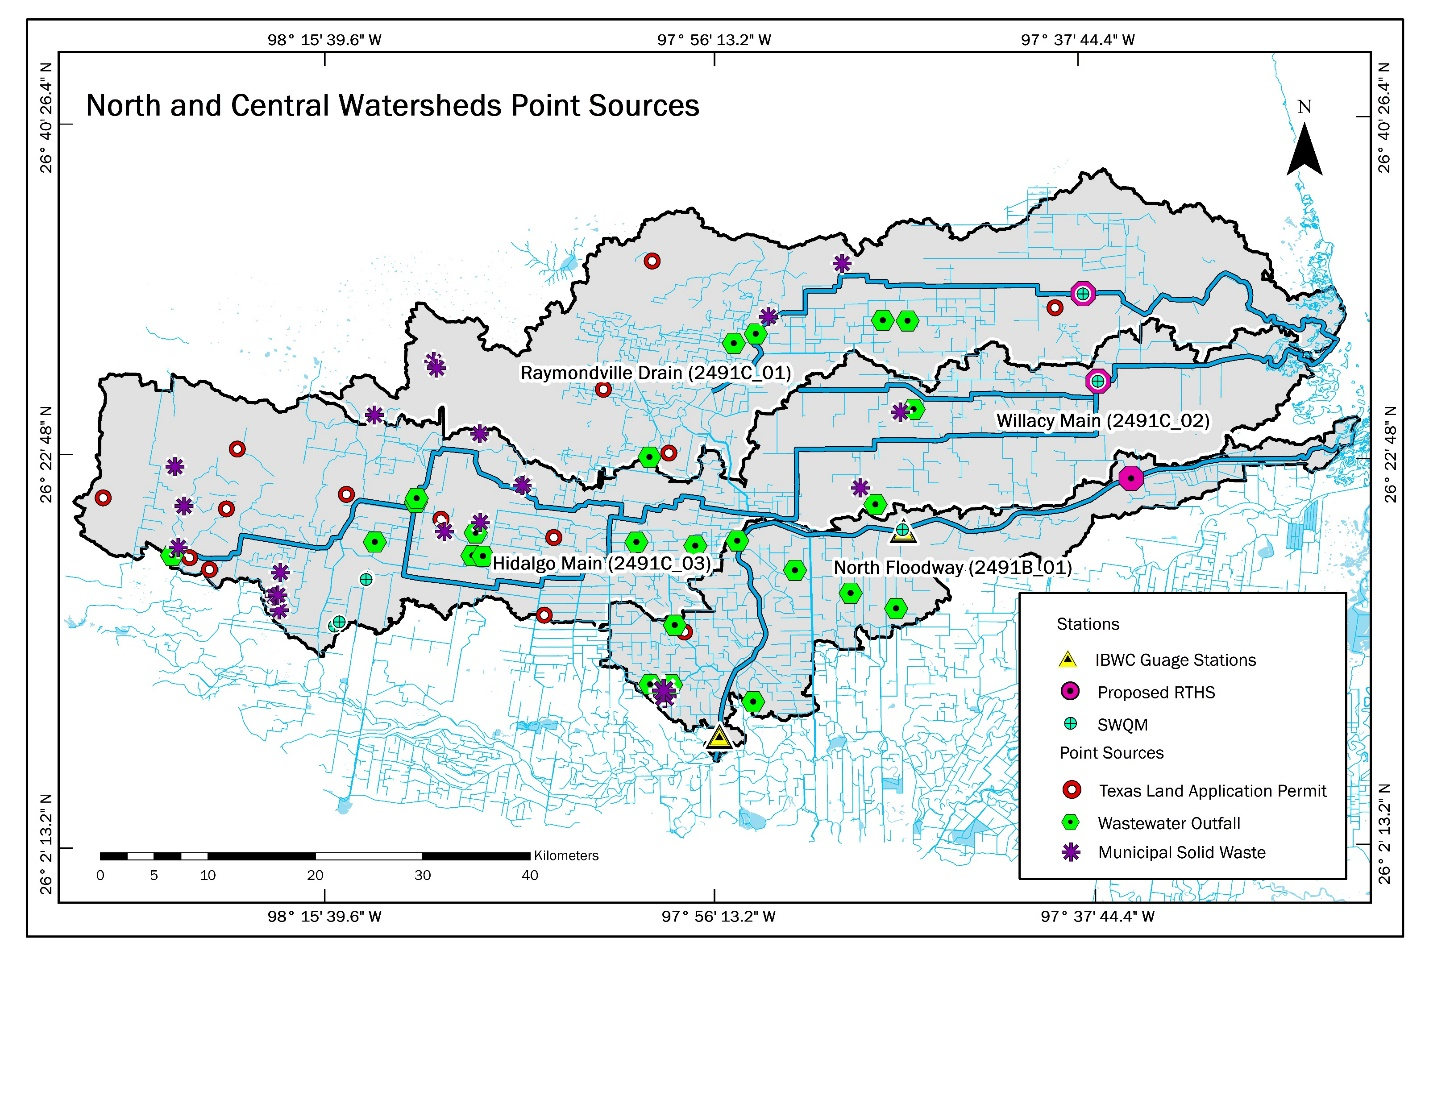 98° 15' 39.6" W
97° 56' 13.2" W
97° 37' 44.4" W
26° 40' 26.4" N
26° 40' 26.4" N
North and Central Watersheds Point Sources
N
Raymondville Drain (2491C_01)
Willacy Main (2491C_02)
26° 22' 48" N
26° 22' 48" N
Hidalgo Main (2491C_03)
North Floodway (2491B_01)
Stations
IBWC Guage Stations
Proposed RTHS
SWQM
Point Sources
Texas Land Application Permit
Wastewater Outfall
Municipal Solid Waste
26° 2' 13.2" N
26° 2' 13.2" N
Kilometers
0 5 10 20 30 40
98° 15' 39.6" W
97° 56' 13.2" W
97° 37' 44.4" W